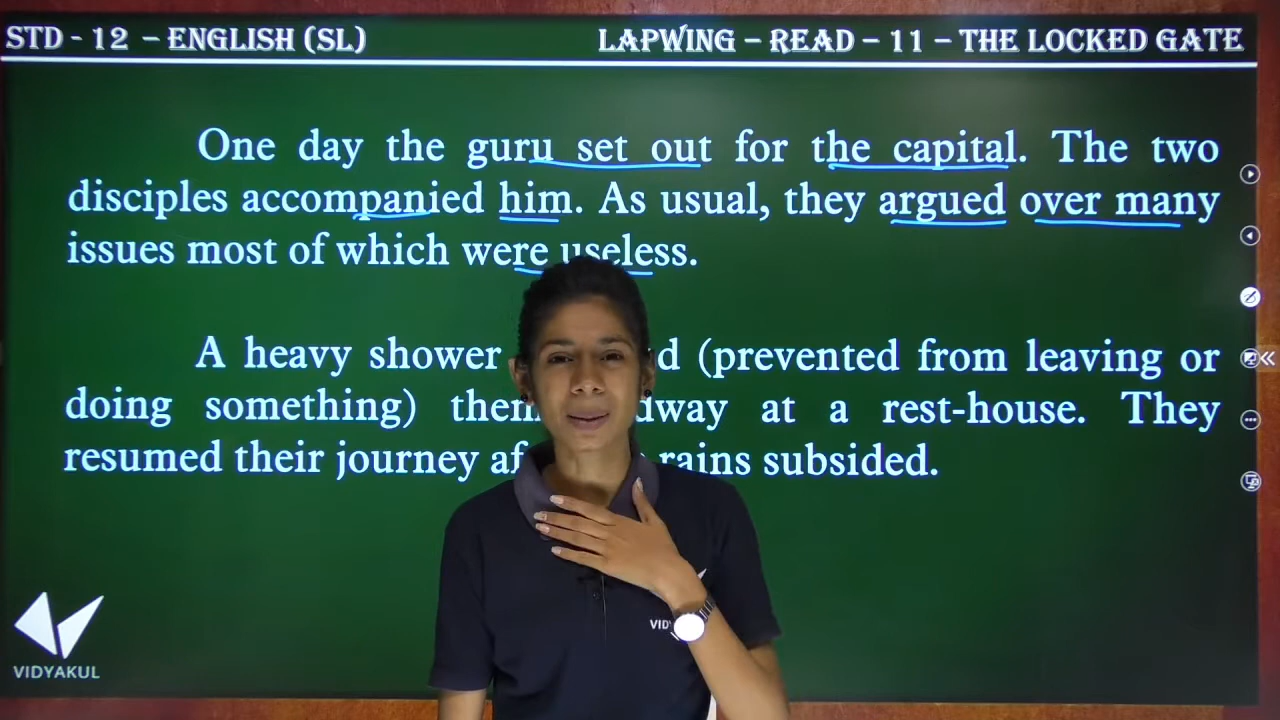 STD - 12 – ENGLISH (SL)
LAPWING – READ – 11 – THE LOCKED GATE
One day the guru set out for the capital. The two
disciples accompanied him. As usual, they argued over many
issues most of which were useless.
A heavy shower (prevented from leaving or
doing something) at a rest-house. They
resumed their journey rains subsided.
VIDYAKUL